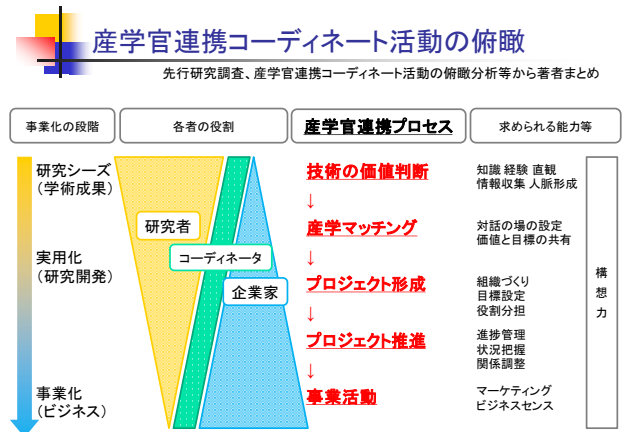 産学官連携コーディネート活動の俯瞰
先行研究調査、産学官連携コーディネート活動の俯瞰分析等から著者まとめ
事業化の段階
各者の役割
産学官連携プロセス
求められる能力等
研究シーズ
(学術成果)
実用化
(研究開発)
事業化
(ビジネス)
研究者
コーディネータ
企業家
技術の価値判断
↓
産学マッチング
↓
プロジェクト形成
↓
プロジェクト推進
↓
事業活動
知識 経験 直観
情報収集 人脈形成
対話の場の設定
価値と目標の共有
組織づくり
目標設定
役割分担
進捗管理
状況把握
関係調整
マーケティング
ビジネスセンス
構想力